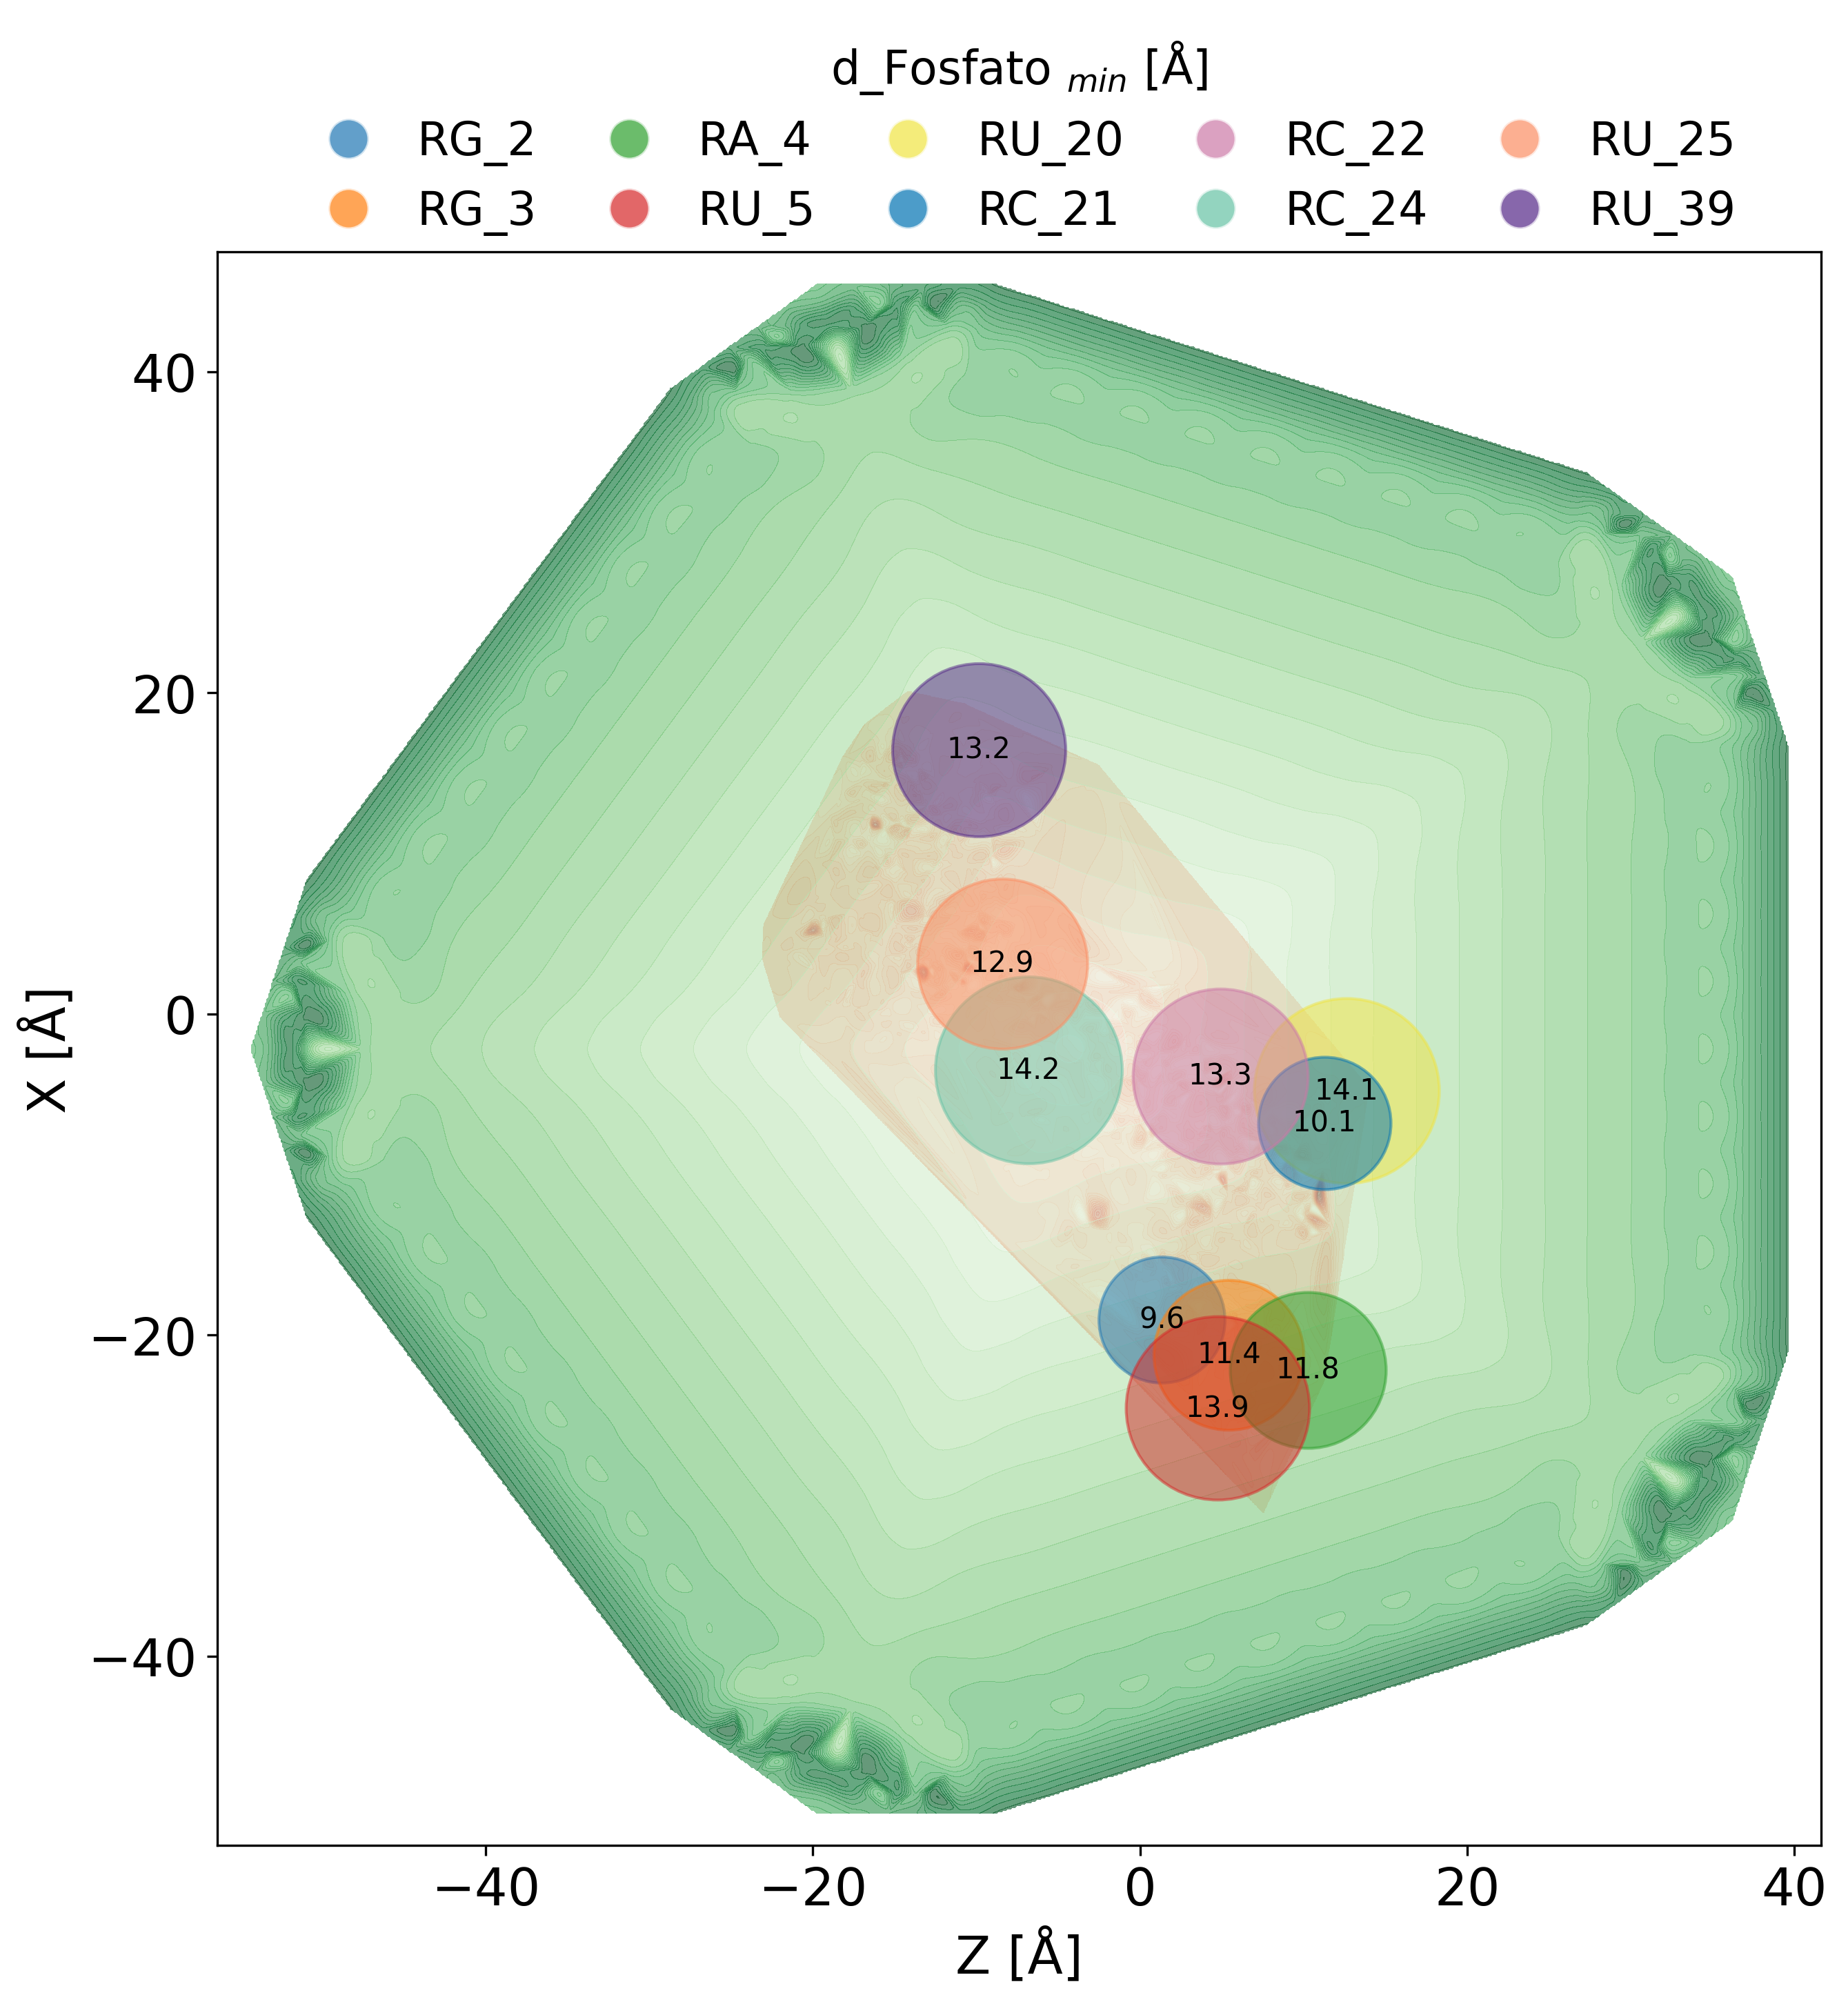 d_Fosfato min [Å]
RG_2 RA_4 RU_20 RC_22 RU_25
RG_3 RU_5 RC_21 RC_24 RU_39
40
20
0
−20
−40
X [Å]
13.2
12.9
14.2
13.3
14.1
10.1
9.6
11.4
11.8
13.9
−40 −20 0 20 40
Z [Å]